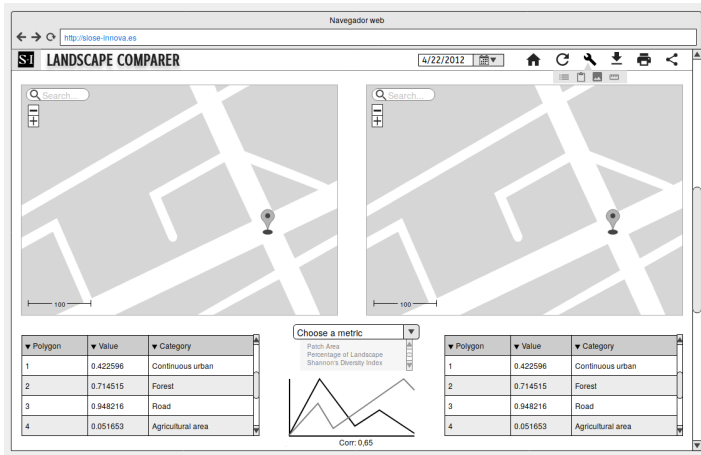 Navegador web
http://siose-innova.es
S·I LANDSCAPE COMPARER 4/22/2012
Search... Search...
100 100
Choose a metric
Patch Area
Percentage of Landscape
Shannon's Diversity Index
Polygon Value Category
1 0.422596 Continuous urban
2 0.714515 Forest
3 0.948216 Road
4 0.051653 Agricultural area
Corr: 0,65
Polygon Value Category
1 0.422596 Continuous urban
2 0.714515 Forest
3 0.948216 Road
4 0.051653 Agricultural area